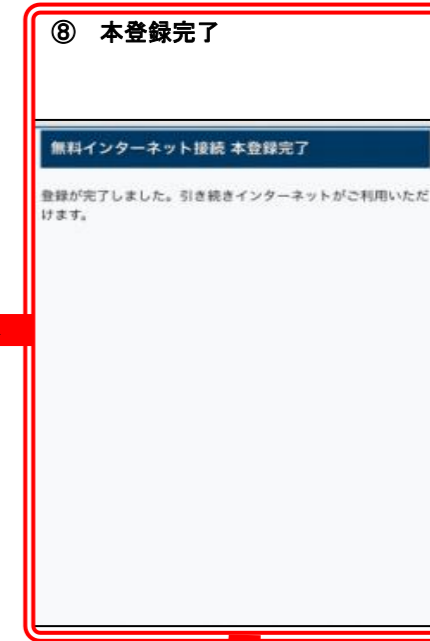 ⑧ 本登録完了
無料インターネット接続 本登録完了
登録が完了しました。引き続きインターネットがご利用いただ
けます。